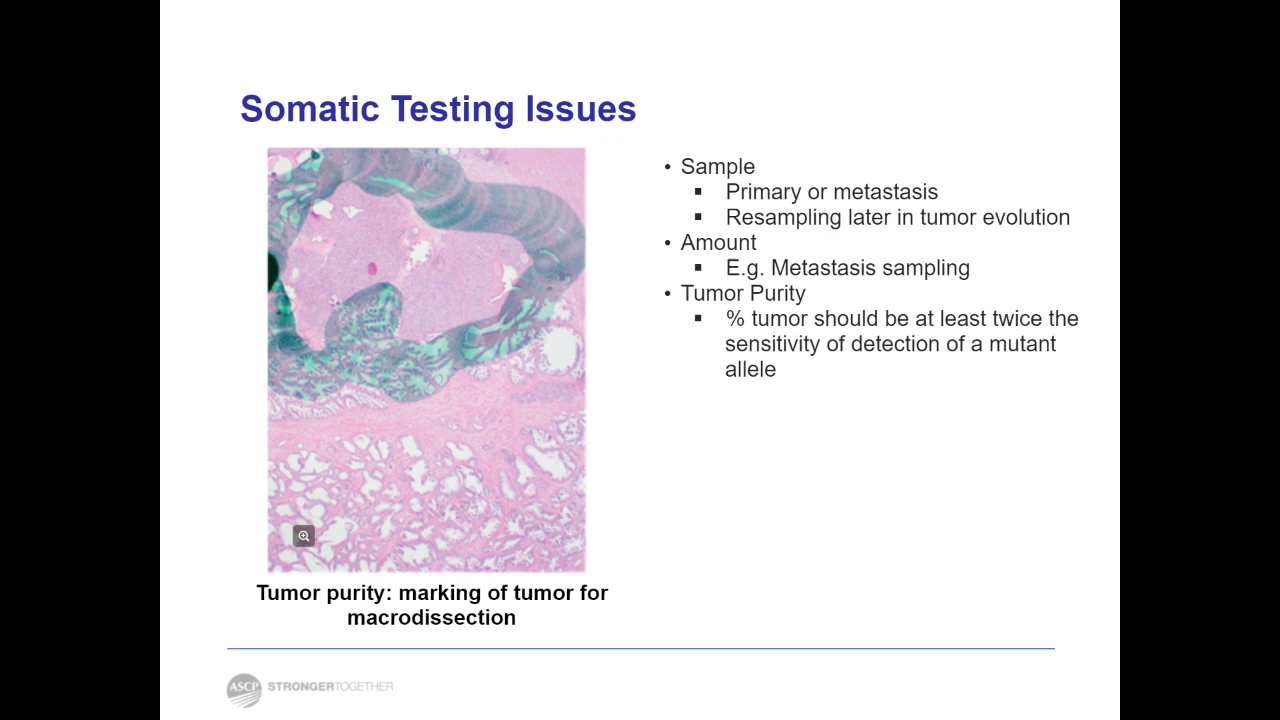 Somatic Testing Issues
• Sample
▪ Primary or metastasis
▪ Resampling later in tumor evolution
• Amount
▪ E.g. Metastasis sampling
• Tumor Purity
▪ % tumor should be at least twice the
sensitivity of detection of a mutant
allele
Tumor purity: marking of tumor for
macrodissection
ASCP STRONGERTOGETHER